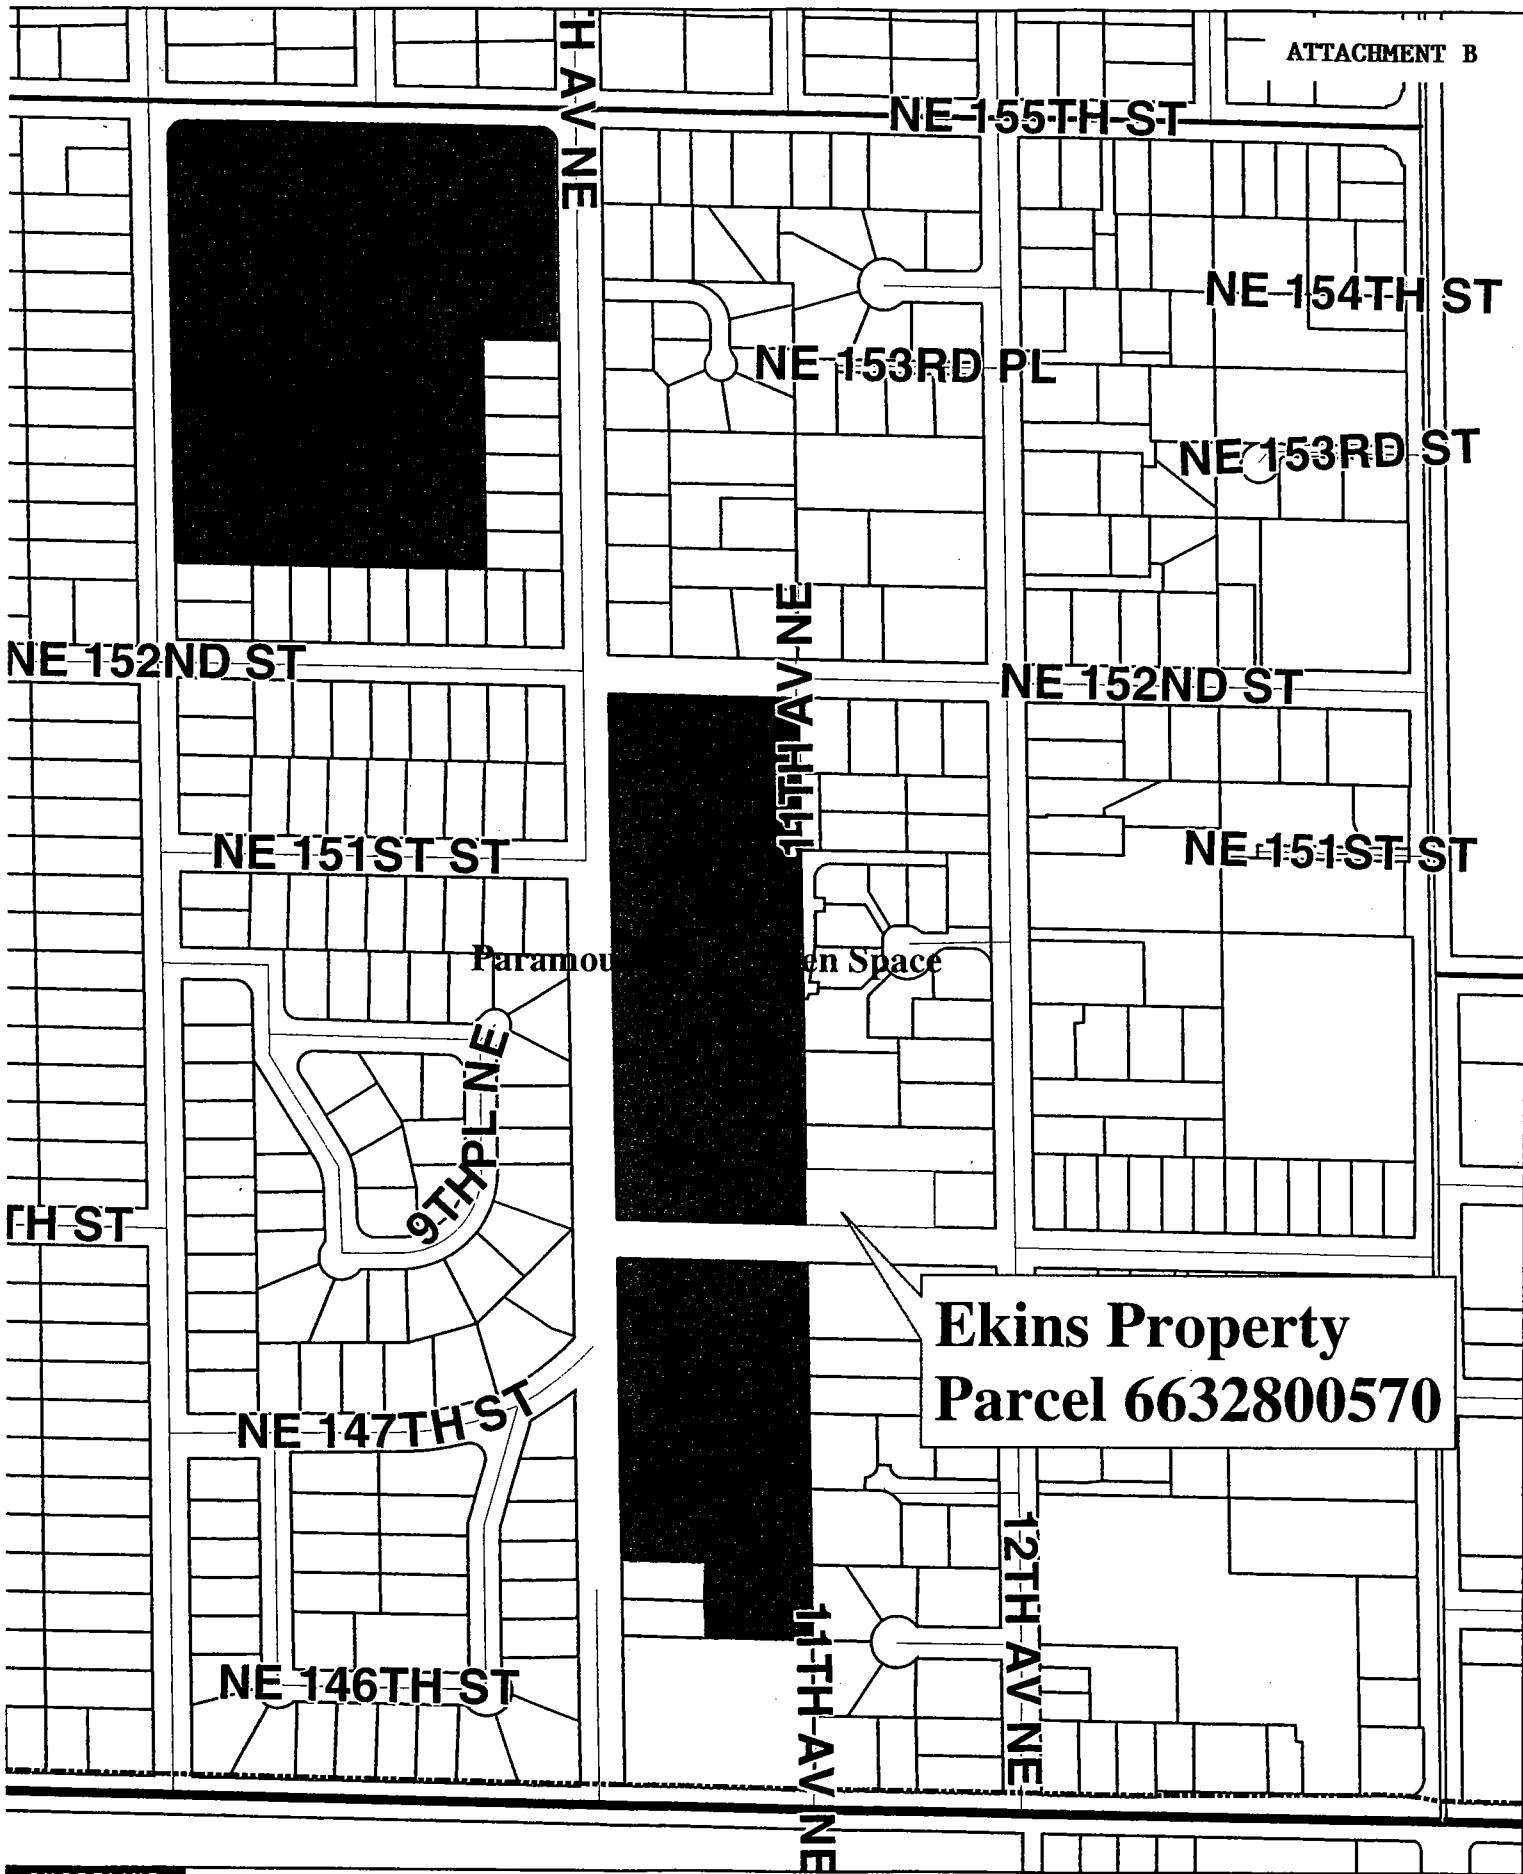 ATTACHMENT B
TH AV NE
NE 155TH ST
NE 154TH ST
NE 153RD PL
NE 153RD ST
11TH AV NE
NE 152ND ST
NE 152ND ST
NE 151ST ST
NE 151ST ST
Paramou en Space
9TH PL NE
TH ST
Ekins Property
Parcel 6632800570
NE 147TH ST
12TH AV NE
11TH AV NE
NE 146TH ST